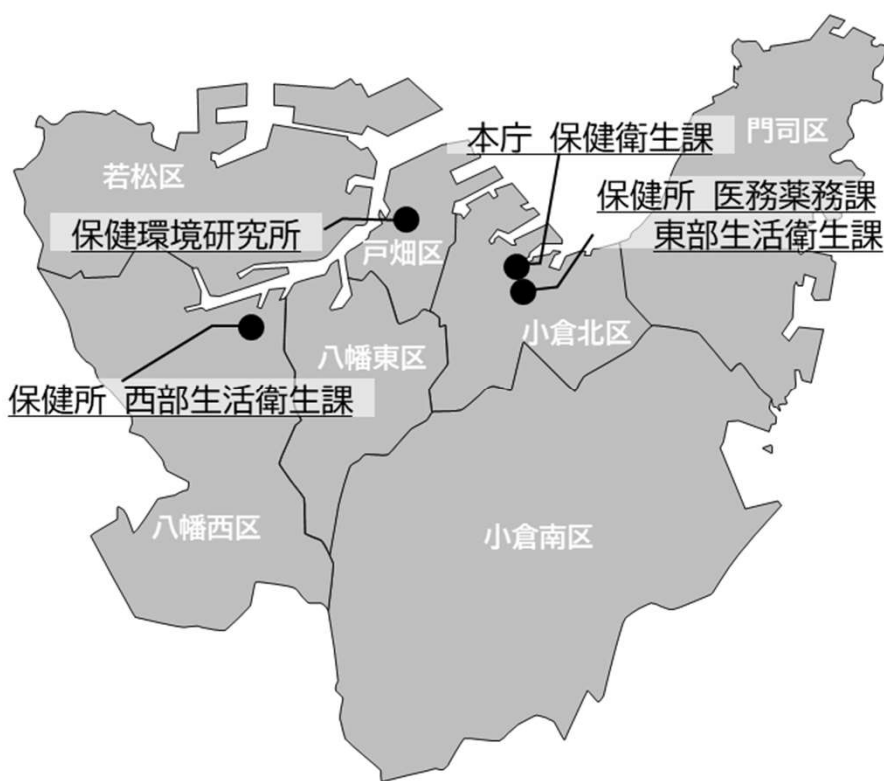 本庁 保健衛生課
門司区
若松区
保健所 医務薬務課
東部生活衛生課
保健環境研究所
戸畑区
小倉北区
八幡東区
保健所 西部生活衛生課
八幡西区
小倉南区